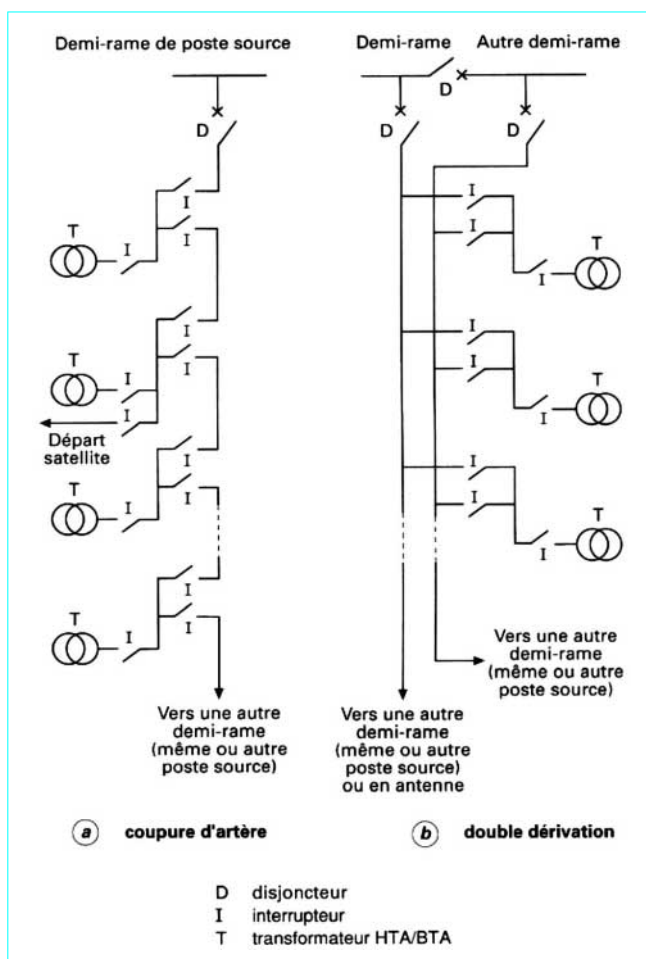 Demi-rame de poste source
D
I
I
T
I
I
I
T
I
I
Départ
satellite
I
I
T
I
I
I
T
I
Vers une autre
demi-rame
(même ou autre
poste source)
a coupure d'artère
Demi-rame
Autre demi-rame
D
D
D
I
I
T
I
I
I
T
I
I
I
T
I
Vers une autre
demi-rame
(même ou autre
poste source)
Vers une autre
demi-rame
(même ou autre
poste source)
ou en antenne
b double dérivation
D disjoncteur
I interrupteur
T transformateur HTA/BTA